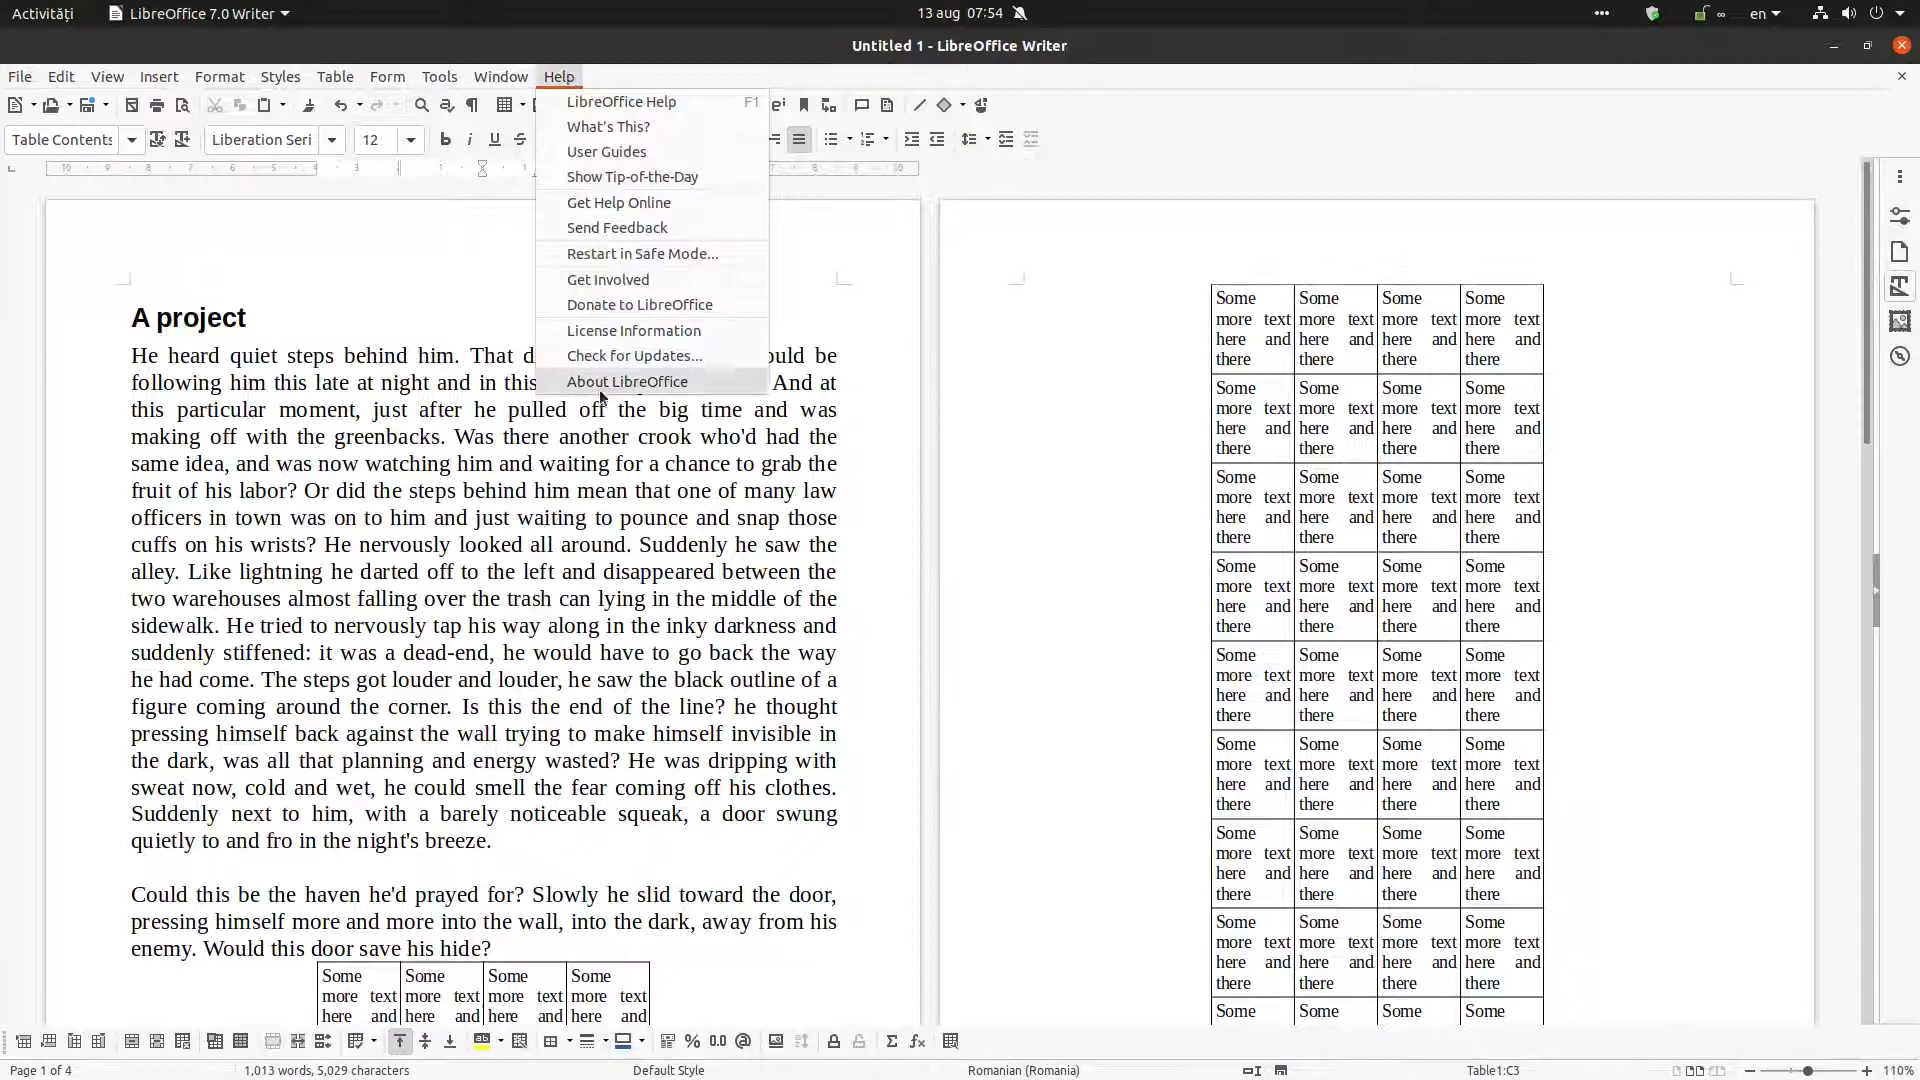 Activități
LibreOffice 7.0 Writer
13 aug 07:54
en
Untitled 1 - LibreOffice Writer
File Edit View Insert Format Styles Table Form Tools Window Help
Table Contents
Liberation Seri
12
LibreOffice Help F1
What's This?
User Guides
Show Tip-of-the-Day
Get Help Online
Send Feedback
Restart in Safe Mode...
Get Involved
Donate to LibreOffice
License Information
Check for Updates...
About LibreOffice
A project
He heard quiet steps behind him. That d ould be
following him this late at night and in this And at
this particular moment, just after he pulled off the big time and was
making off with the greenbacks. Was there another crook who'd had the
same idea, and was now watching him and waiting for a chance to grab the
fruit of his labor? Or did the steps behind him mean that one of many law
officers in town was on to him and just waiting to pounce and snap those
cuffs on his wrists? He nervously looked all around. Suddenly he saw the
alley. Like lightning he darted off to the left and disappeared between the
two warehouses almost falling over the trash can lying in the middle of the
sidewalk. He tried to nervously tap his way along in the inky darkness and
suddenly stiffened: it was a dead-end, he would have to go back the way
he had come. The steps got louder and louder, he saw the black outline of a
figure coming around the corner. Is this the end of the line? he thought
pressing himself back against the wall trying to make himself invisible in
the dark, was all that planning and energy wasted? He was dripping with
sweat now, cold and wet, he could smell the fear coming off his clothes.
Suddenly next to him, with a barely noticeable squeak, a door swung
quietly to and fro in the night's breeze.
Could this be the haven he'd prayed for? Slowly he slid toward the door,
pressing himself more and more into the wall, into the dark, away from his
enemy. Would this door save his hide?
Some Some Some Some
more text more text more text more text
here and here and here and here and
Some Some Some Some
more text more text more text more text
here and here and here and here and
there there there there
Some Some Some Some
more text more text more text more text
here and here and here and here and
there there there there
Some Some Some Some
more text more text more text more text
here and here and here and here and
there there there there
Some Some Some Some
more text more text more text more text
here and here and here and here and
there there there there
Some Some Some Some
more text more text more text more text
here and here and here and here and
there there there there
Some Some Some Some
more text more text more text more text
here and here and here and here and
there there there there
Some Some Some Some
more text more text more text more text
here and here and here and here and
there there there there
Some Some Some Some
more text more text more text more text
here and here and here and here and
there there there there
Some Some Some Some
Page 1 of 4
1,013 words, 5,029 characters
Default Style
Romanian (Romania)
Table1:C3
110%